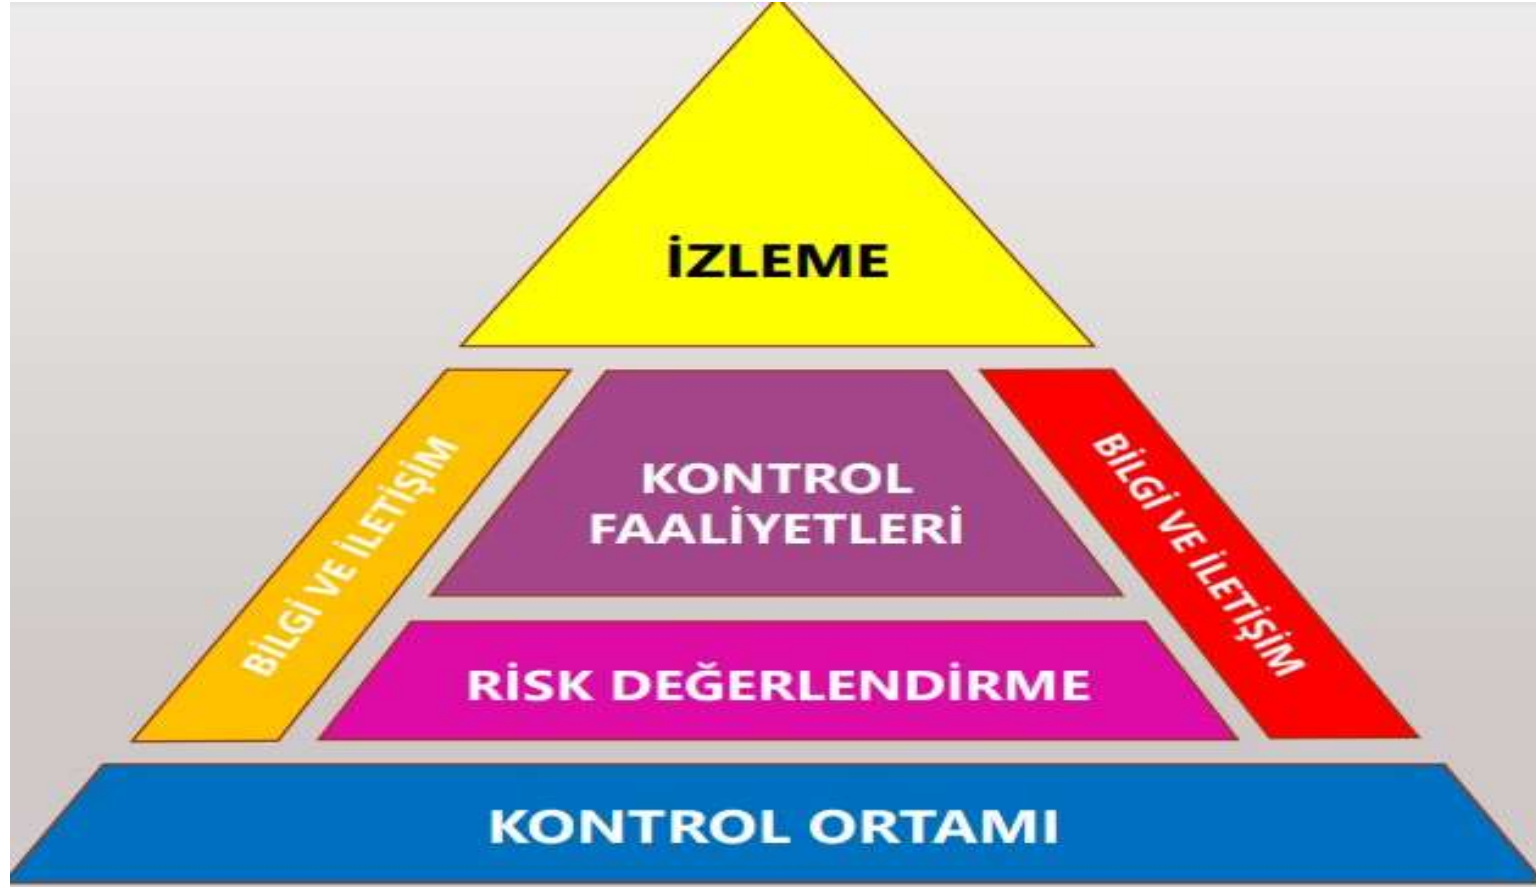 İZLEME
BİLGİ VE İLETİŞİM
KONTROL
FAALİYETLERİ
BİLGİ VE İLETİŞİM
RİSK DEĞERLENDİRME
KONTROL ORTAMI